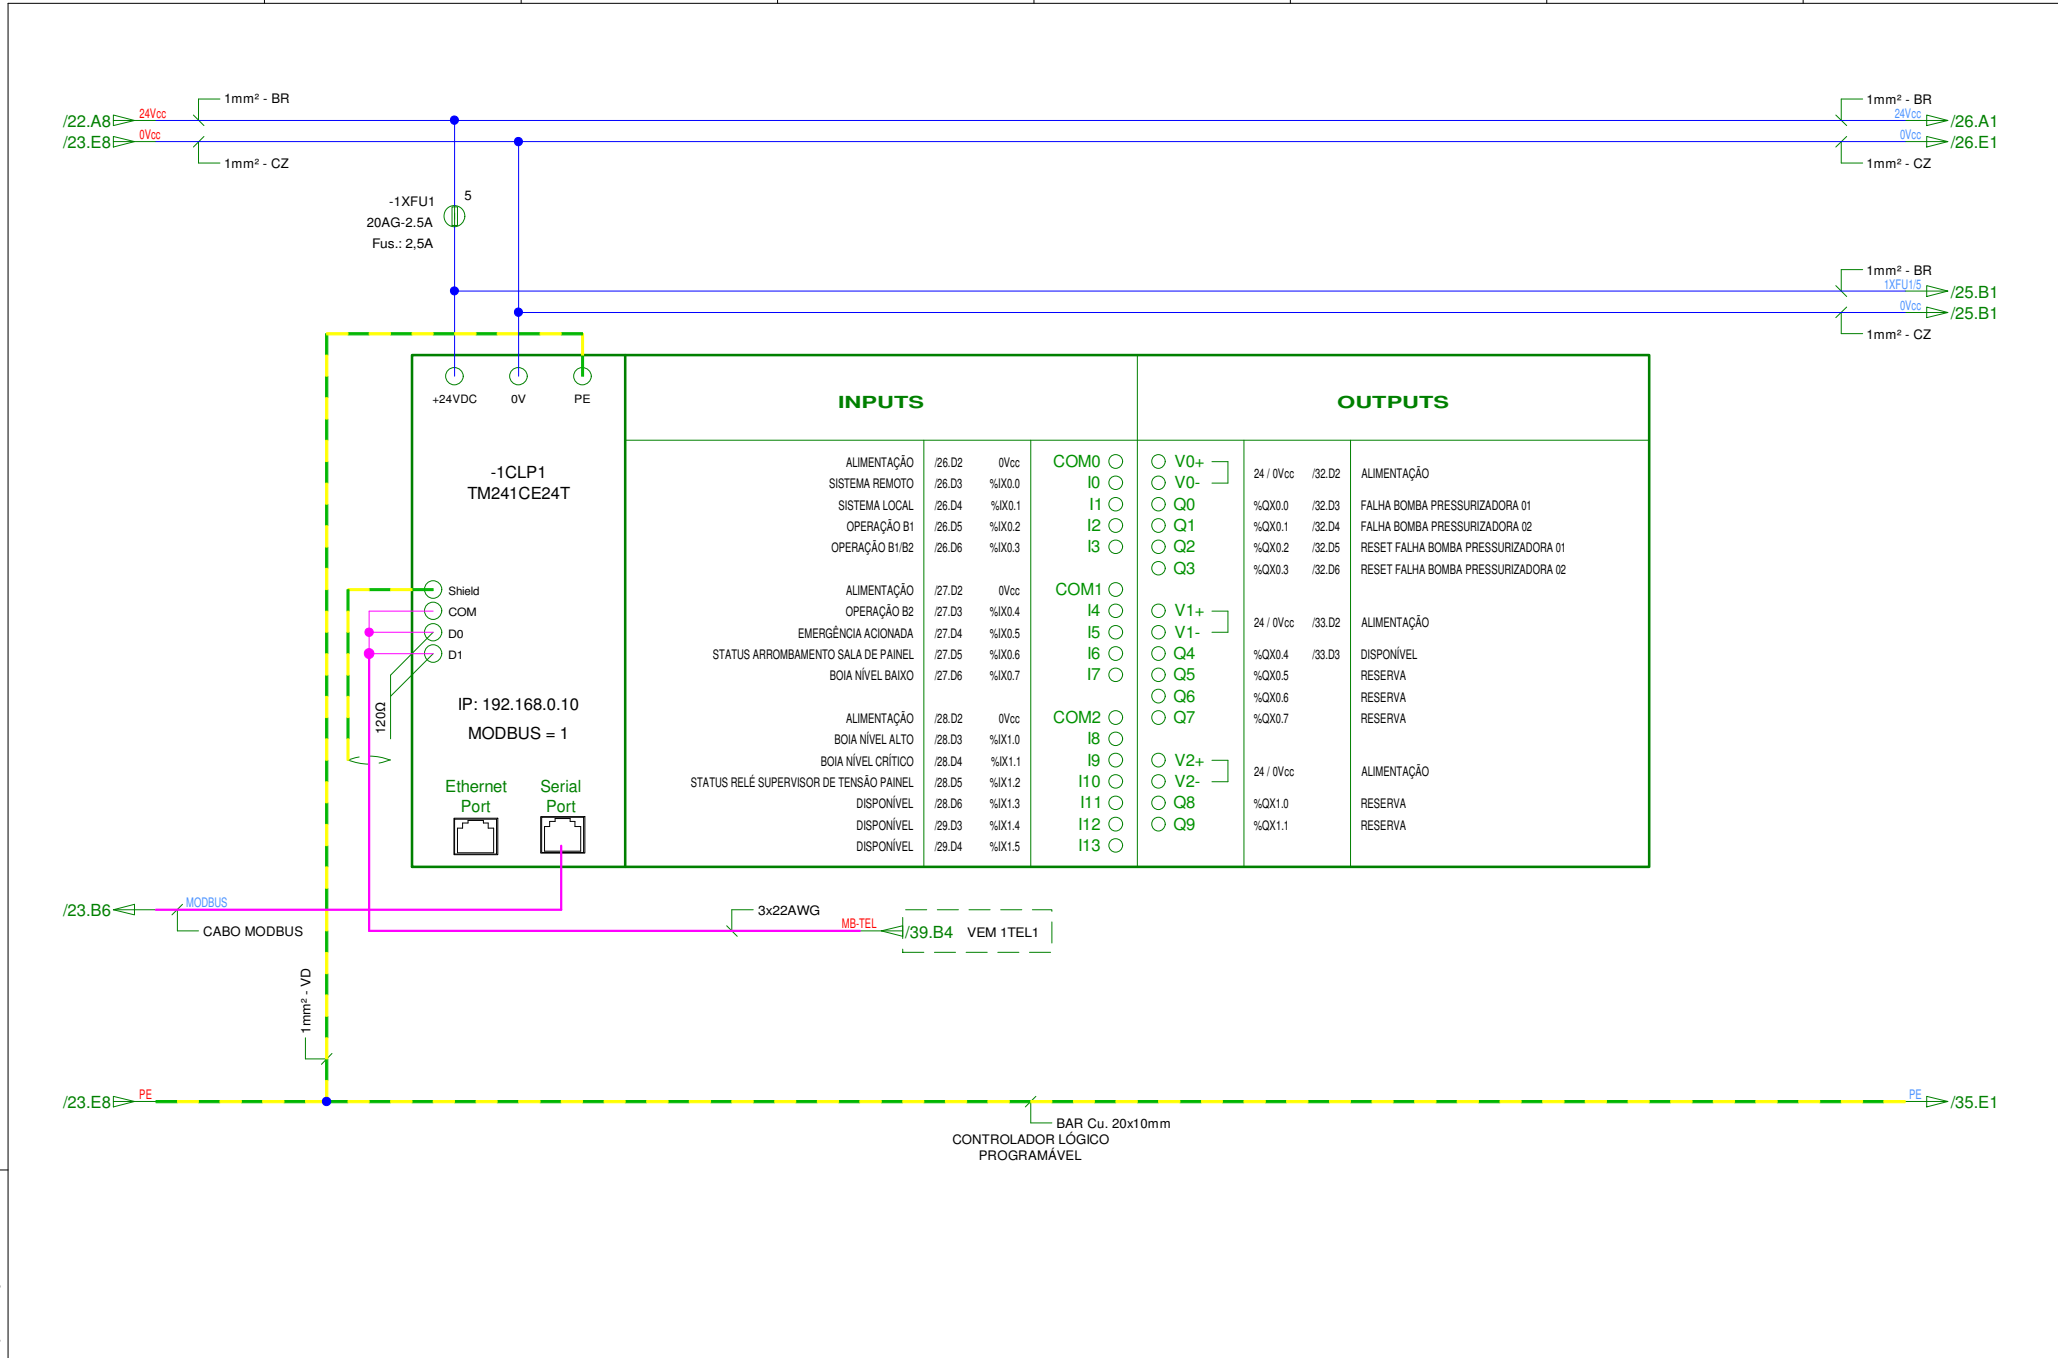 1mm² - BR
1mm² - BR
/22.A8 24Vcc
24Vcc /26.A1
/23.E8 0Vcc
0Vcc /26.E1
1mm² - CZ
1mm² - CZ
-1XFU1 5
20AG-2.5A
Fus.: 2,5A
1mm² - BR
1XFU1/5 /25.B1
0Vcc /25.B1
1mm² - CZ
+24VDC 0V PE
INPUTS OUTPUTS
-1CLP1
TM241CE24T
Shield
COM
D0
D1
120Ω
IP: 192.168.0.10
MODBUS = 1
Ethernet Port
Serial Port
ALIMENTAÇÃO /26.D2 0Vcc COM0
SISTEMA REMOTO /26.D3 %IX0.0 I0
SISTEMA LOCAL /26.D4 %IX0.1 I1
OPERAÇÃO B1 /26.D5 %IX0.2 I2
OPERAÇÃO B1/B2 /26.D6 %IX0.3 I3
ALIMENTAÇÃO /27.D2 0Vcc COM1
OPERAÇÃO B2 /27.D3 %IX0.4 I4
EMERGÊNCIA ACIONADA /27.D4 %IX0.5 I5
STATUS ARROMBAMENTO SALA DE PAINEL /27.D5 %IX0.6 I6
BOIA NÍVEL BAIXO /27.D6 %IX0.7 I7
ALIMENTAÇÃO /28.D2 0Vcc COM2
BOIA NÍVEL ALTO /28.D3 %IX1.0 I8
BOIA NÍVEL CRÍTICO /28.D4 %IX1.1 I9
STATUS RELÉ SUPERVISOR DE TENSÃO PAINEL /28.D5 %IX1.2 I10
DISPONÍVEL /28.D6 %IX1.3 I11
DISPONÍVEL /29.D3 %IX1.4 I12
DISPONÍVEL /29.D4 %IX1.5 I13
V0+
V0-
24 / 0Vcc /32.D2 ALIMENTAÇÃO
Q0 %QX0.0 /32.D3 FALHA BOMBA PRESSURIZADORA 01
Q1 %QX0.1 /32.D4 FALHA BOMBA PRESSURIZADORA 02
Q2 %QX0.2 /32.D5 RESET FALHA BOMBA PRESSURIZADORA 01
Q3 %QX0.3 /32.D6 RESET FALHA BOMBA PRESSURIZADORA 02
V1+
V1-
24 / 0Vcc /33.D2 ALIMENTAÇÃO
Q4 %QX0.4 /33.D3 DISPONÍVEL
Q5 %QX0.5 RESERVA
Q6 %QX0.6 RESERVA
Q7 %QX0.7 RESERVA
V2+
V2-
24 / 0Vcc ALIMENTAÇÃO
Q8 %QX1.0 RESERVA
Q9 %QX1.1 RESERVA
/23.B6 MODBUS
CABO MODBUS
3x22AWG
MB-TEL /39.B4 VEM 1TEL1
1mm² - VD
/23.E8 PE
PE /35.E1
BAR Cu. 20x10mm
CONTROLADOR LÓGICO
PROGRAMÁVEL